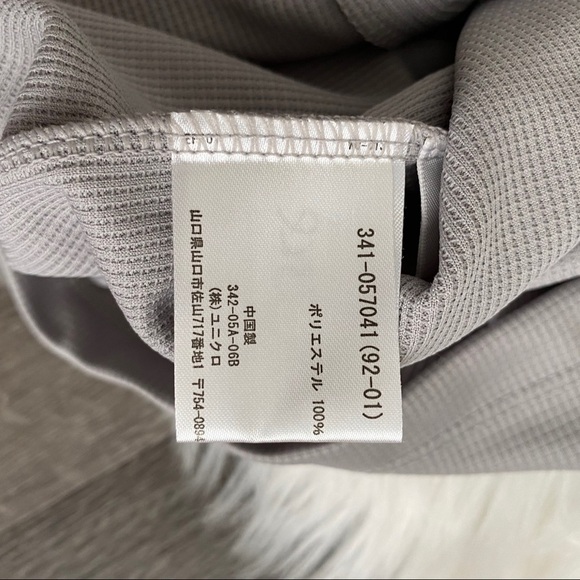 341-057041 (92-01)
ポリエステル 100%
中国製
342-05A-06B
(株)ユニクロ
山口県山口市佐山717番地1 〒754-0894